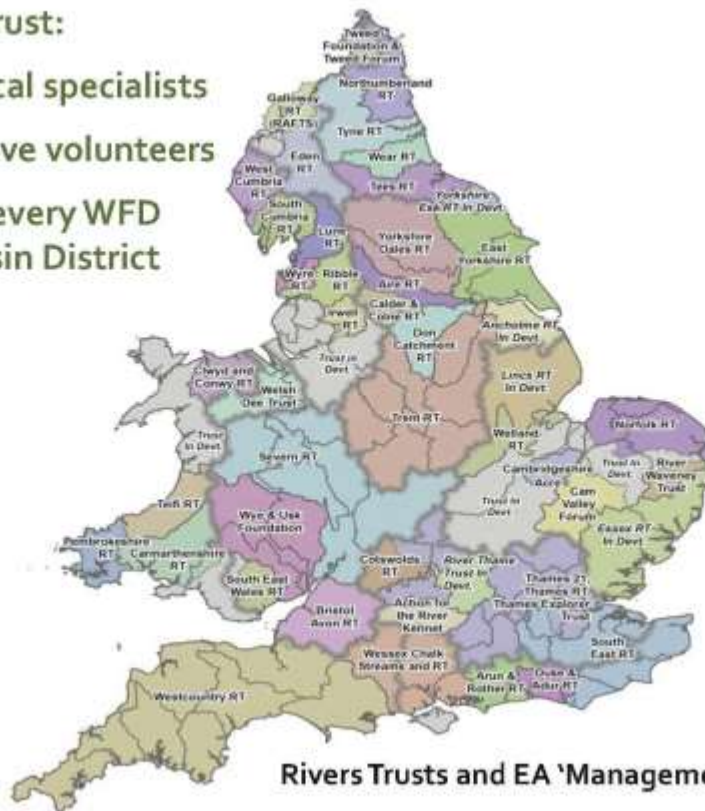 rust:
cal specialists
ve volunteers
every WFD
sin District
Tweed
Foundation &
Tweed Forum
Northumberland
RT
Galloway
RT
(RAFTS)
Tyne RT
Eden
RT
Wear RT
West
Cumbria
RT
Tees RT
Yorkshire
Esk RT In Devt.
South
Cumbria
RT
Lune
RT
Yorkshire
Dales RT
East
Yorkshire RT
Wyre
RT
Ribble
RT
Aire RT
Calder &
Colne RT
Irwell
RT
Don
Catchment
RT
Ancholme RT
In Devt.
Trust in
Devt.
Clwyd and
Conwy RT
Welsh
Dee Trust
Lincs RT
In Devt.
Trent RT
Trust
In Devt.
Severn RT
Welland
RT
Norfolk RT
Cambridgeshire
Acre
Trust In
Devt.
River
Waveney
Trust
Trust In
Devt.
Cam
Valley
Forum
Teifi RT
Wye & Usk
Foundation
Essex RT
In Devt.
Pembrokeshire
RT
Carmarthenshire
RT
Cotswolds
RT
River Thame
Trust In
Devt.
South East
Wales RT
Thames 21,
Thames RT
Thames Explorer
Trust
Bristol
Avon RT
Action for
the River
Kennet
South
East RT
Wessex Chalk
Streams and RT
Arun &
Rother RT
Ouse &
Adur RT
Westcountry RT
Rivers Trusts and EA ‘Manageme